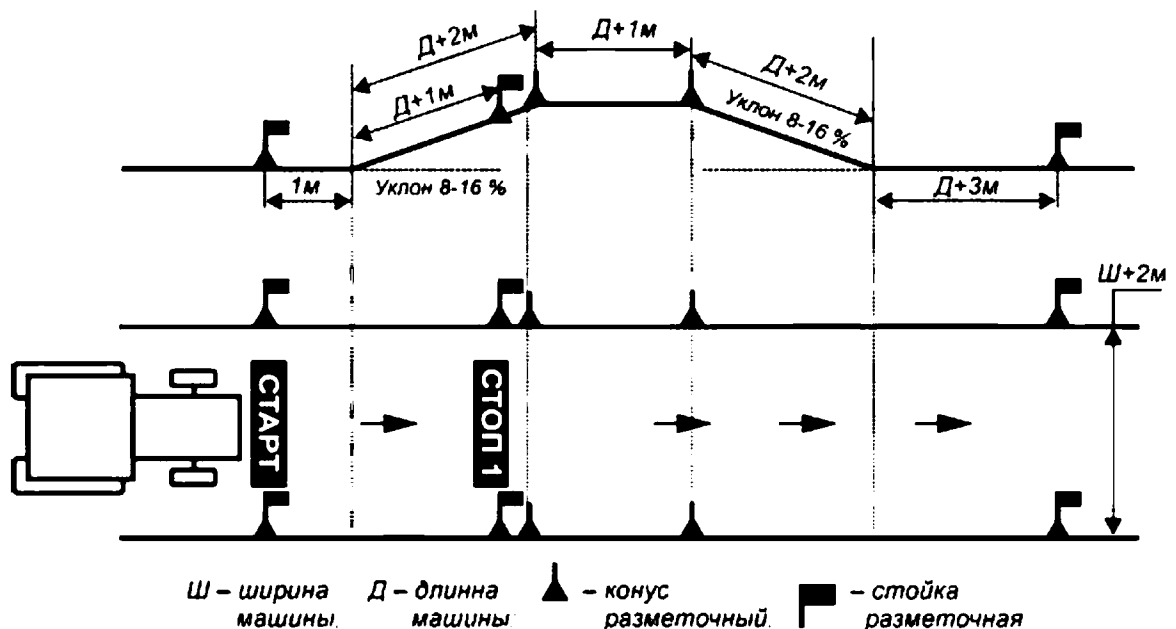 Д+2м
Д+1м
Д+2м
Д+1м
Уклон 8-16 %
1м
Уклон 8-16 %
Д+3м
Ш+2м
СТАРТ
СТОП 1
Ш – ширина машины.
Д – длинна машины
– конус разметочный.
– стойка разметочная